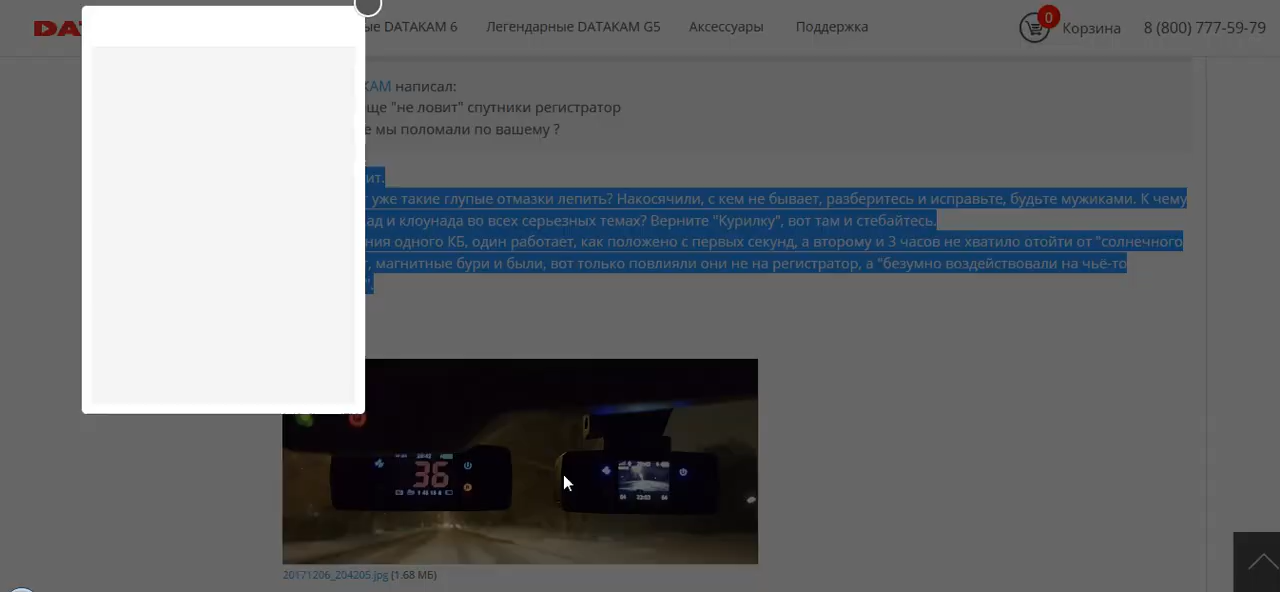 DA
ые DATAKAM 6 Легендарные DATAKAM G5 Аксессуары Поддержка 0 Корзина 8 (800) 777-59-79
КАМ написал:
ще "не ловит" спутники регистратор
е мы поломали по вашему ?
ит.
уже такие глупые отмазки лепить? Накосячили, с кем не бывает, разберитесь и исправьте, будьте мужиками. К чему
ад и клоунада во всех серьезных темах? Верните "Курилку", вот там и стебайтесь.
ния одного КБ, один работает, как положено с первых секунд, а второму и 3 часов не хватило отойти от "солнечного
, магнитные бури и были, вот только повлияли они не на регистратор, а "безумно воздействовали на чьё-то
".
36
20171206_204205.jpg [1.68 МБ]